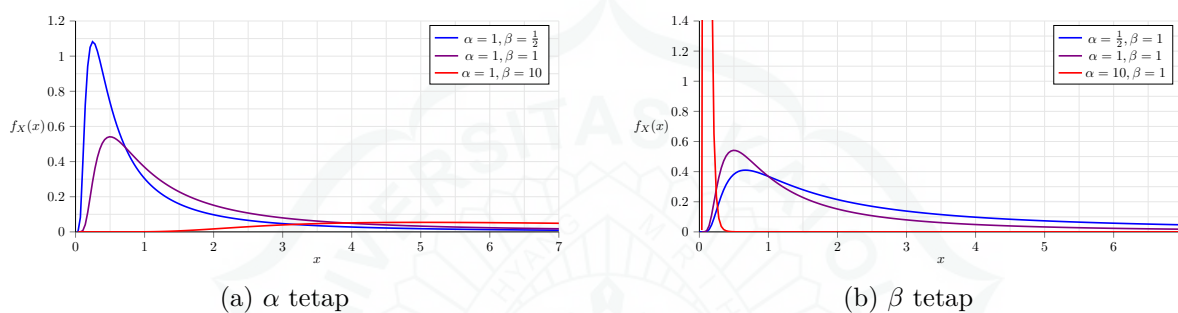 1.2
1
0.8
0.6
0.4
0.2
0
f_X(x)
0 1 2 3 4 5 6 7
x
α = 1, β = 1/2
α = 1, β = 1
α = 1, β = 10
(a) α tetap
1.4
1.2
1
0.8
0.6
0.4
0.2
0
f_X(x)
0 1 2 3 4 5 6
x
α = 1/2, β = 1
α = 1, β = 1
α = 10, β = 1
(b) β tetap
UNIVERSITAS